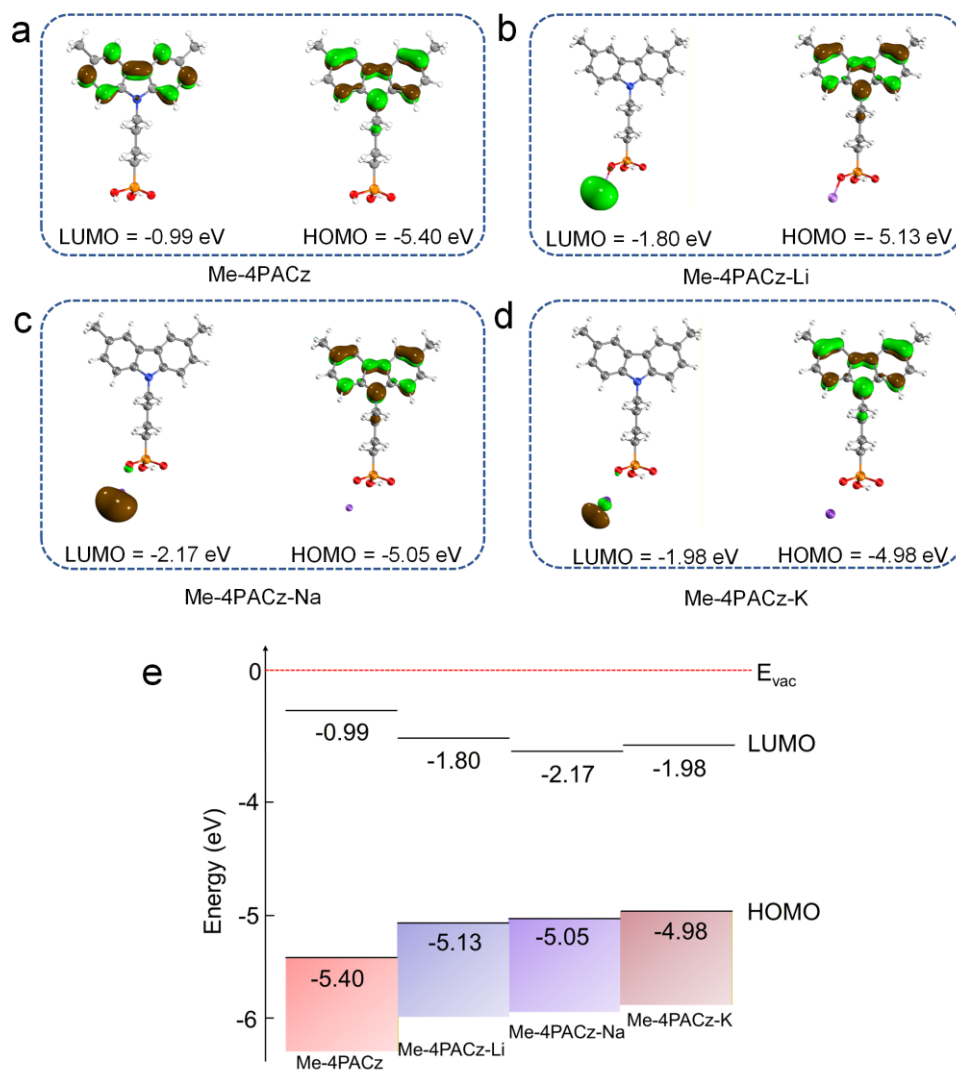 a
b
LUMO = -0.99 eV
HOMO = -5.40 eV
LUMO = -1.80 eV
HOMO =- 5.13 eV
Me-4PACz
Me-4PACz-Li
c
d
LUMO = -2.17 eV
HOMO = -5.05 eV
LUMO = -1.98 eV
HOMO = -4.98 eV
Me-4PACz-Na
Me-4PACz-K
e
0
Evac
-0.99
-1.80
-2.17
-1.98
LUMO
-4
Energy (eV)
-5
HOMO
-5.40
-5.13
-5.05
-4.98
-6
Me-4PACz
Me-4PACz-Li
Me-4PACz-Na
Me-4PACz-K